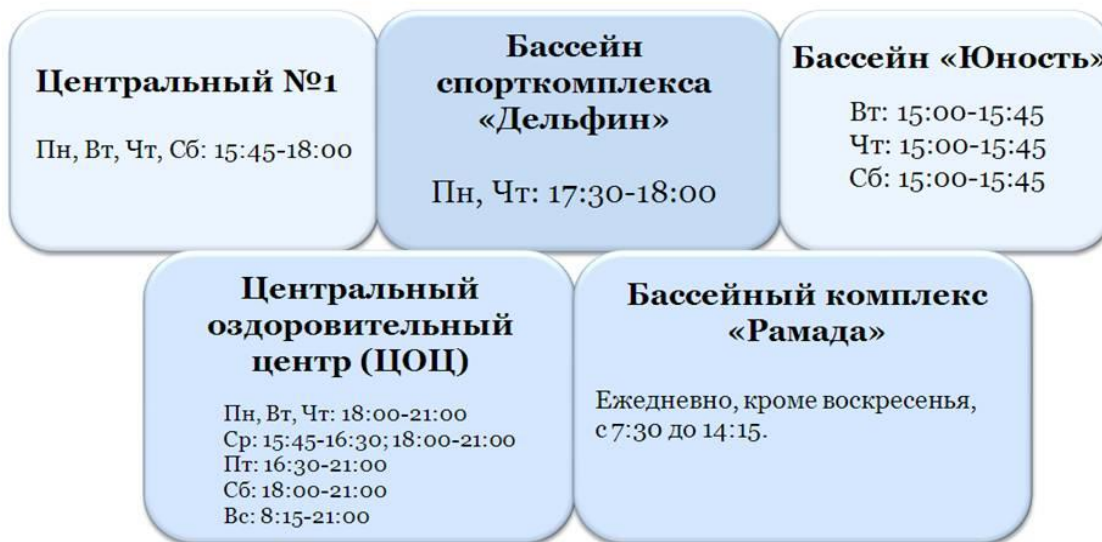 Центральный №1
Пн, Вт, Чт, Сб: 15:45-18:00
Бассейн
спорткомплекса
«Дельфин»
Пн, Чт: 17:30-18:00
Бассейн «Юность»
Вт: 15:00-15:45
Чт: 15:00-15:45
Сб: 15:00-15:45
Центральный
оздоровительный
центр (ЦОЦ)
Пн, Вт, Чт: 18:00-21:00
Ср: 15:45-16:30; 18:00-21:00
Пт: 16:30-21:00
Сб: 18:00-21:00
Вс: 8:15-21:00
Бассейный комплекс
«Рамада»
Ежедневно, кроме воскресенья,
с 7:30 до 14:15.